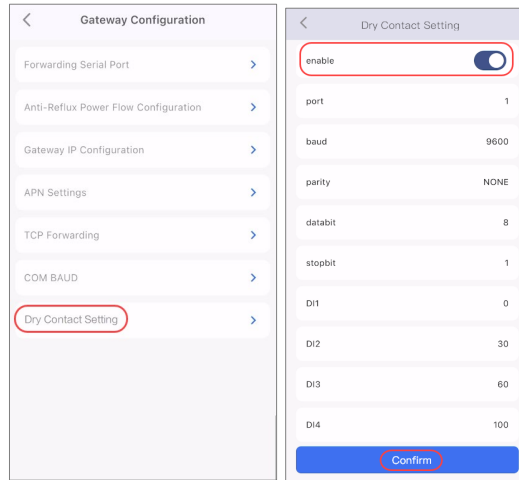 Gateway Configuration
Forwarding Serial Port
Anti-Reflux Power Flow Configuration
Gateway IP Configuration
APN Settings
TCP Forwarding
COM BAUD
Dry Contact Setting
Dry Contact Setting
enable
port 1
baud 9600
parity NONE
databit 8
stopbit 1
DI1 0
DI2 30
DI3 60
DI4 100
Confirm